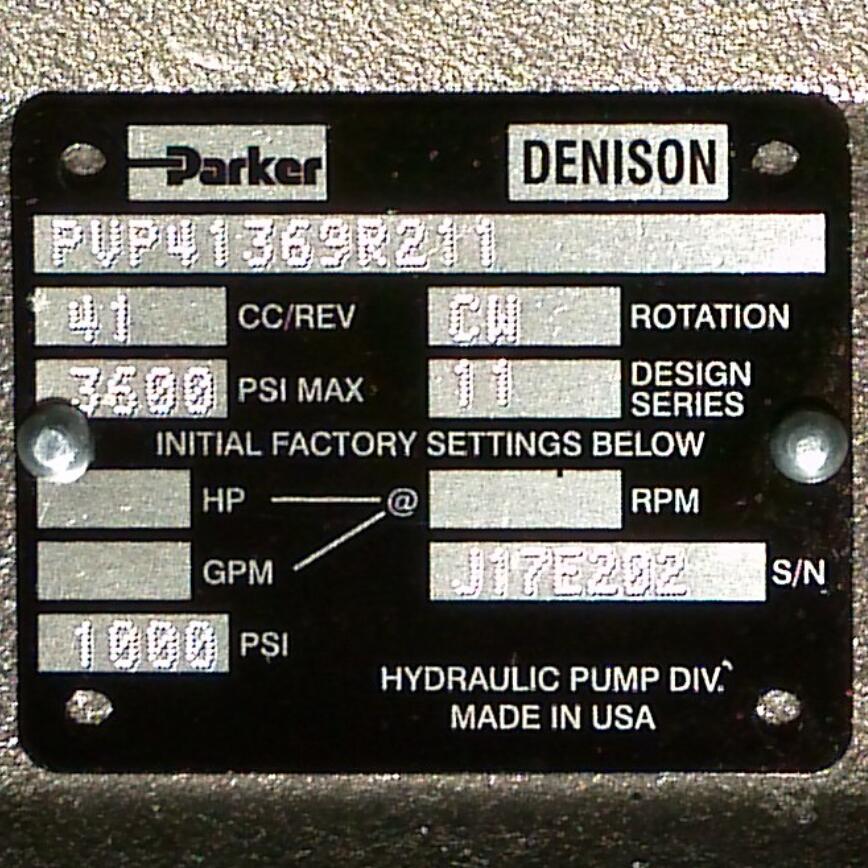 Parker DENISON
PVP41369R211
41 CC/REV CW ROTATION
3600 PSI MAX 11 DESIGN SERIES
INITIAL FACTORY SETTINGS BELOW
HP @ RPM
GPM J17E202 S/N
1000 PSI
HYDRAULIC PUMP DIV.
MADE IN USA